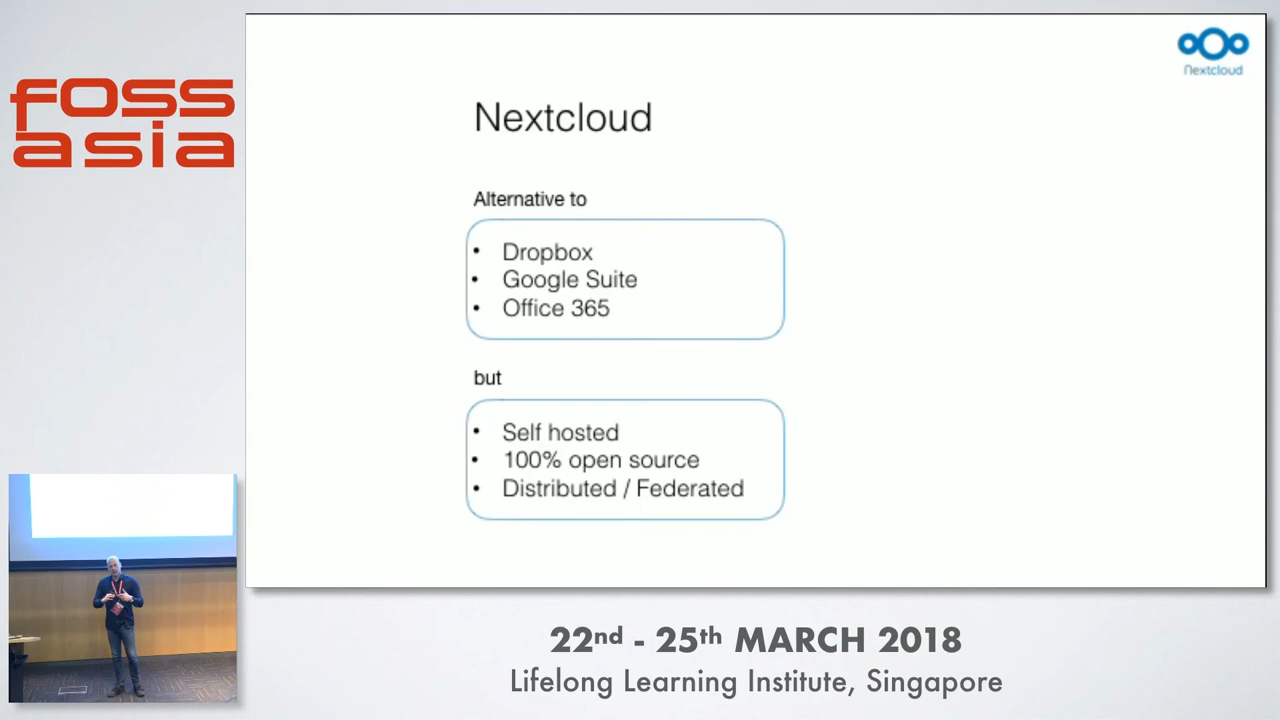 foss
asia
Nextcloud
Nextcloud
Alternative to
• Dropbox
• Google Suite
• Office 365
but
• Self hosted
• 100% open source
• Distributed / Federated
22nd - 25th MARCH 2018
Lifelong Learning Institute, Singapore